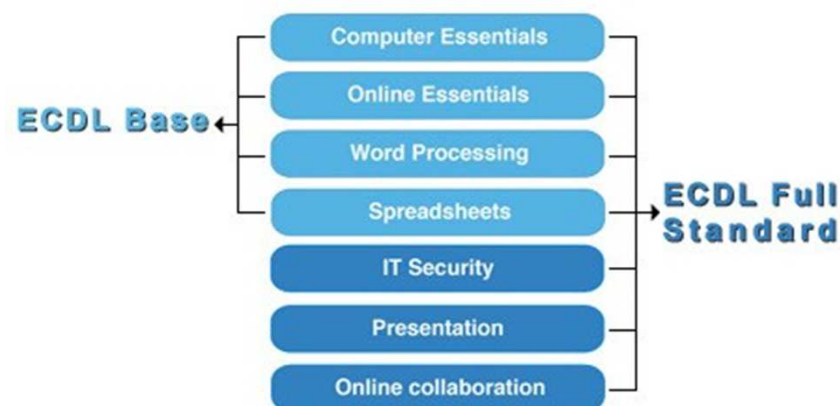 Computer Essentials
Online Essentials
ECDL Base
Word Processing
ECDL Full
Standard
Spreadsheets
IT Security
Presentation
Online collaboration